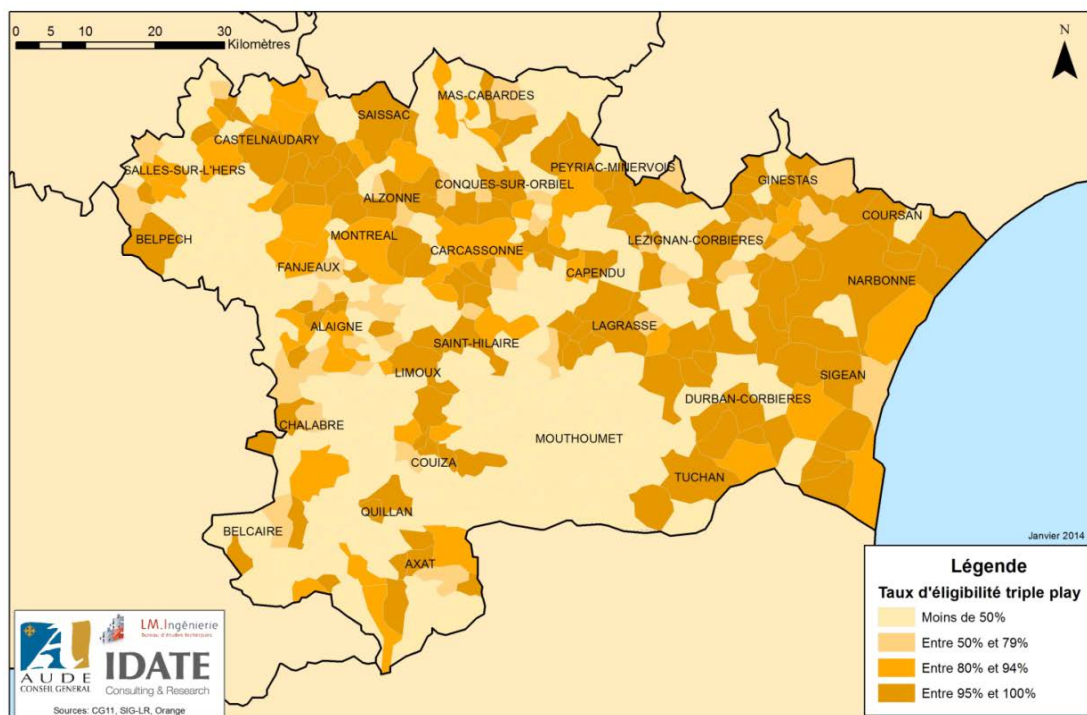 0 10 20 30
Kilomètres
N
MAS-CABARDES
SAISSAC
CASTELNAUDARY
SALLES-SUR-L'HERS
PEYRIAC-MINERVOIS
GINESTAS
CONQUES-SUR-ORBIEL
ALZONNE
COURSAN
BELPECH
MONTREAL
CARCASSONNE
LEZIGNAN-CORBIERES
FANJEAUX
CAPENDU
NARBONNE
ALAIGNE
LAGRASSE
SAINT-HILAIRE
LIMOUX
SIGEAN
DURBAN-CORBIERES
CHALABRE
MOUTHOUMET
COUIZA
TUCHAN
QUILLAN
BELCAIRE
AXAT
Janvier 2014
Légende
Taux d'éligibilité triple play
Moins de 50%
Entre 50% et 79%
Entre 80% et 94%
Entre 95% et 100%
LM.Ingénierie
Bureau d'études techniques
AUDE
CONSEIL GENERAL
IDATE
Consulting & Research
Sources: CG11, SIG-LR, Orange